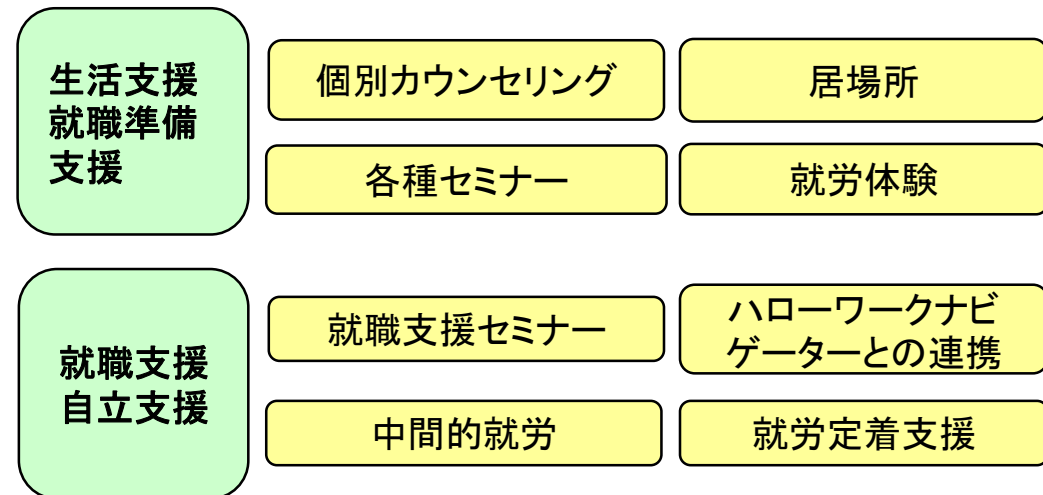 生活支援
就職準備
支援
個別カウンセリング
居場所
各種セミナー
就労体験
就職支援
自立支援
就職支援セミナー
ハローワークナビ
ゲーターとの連携
中間的就労
就労定着支援